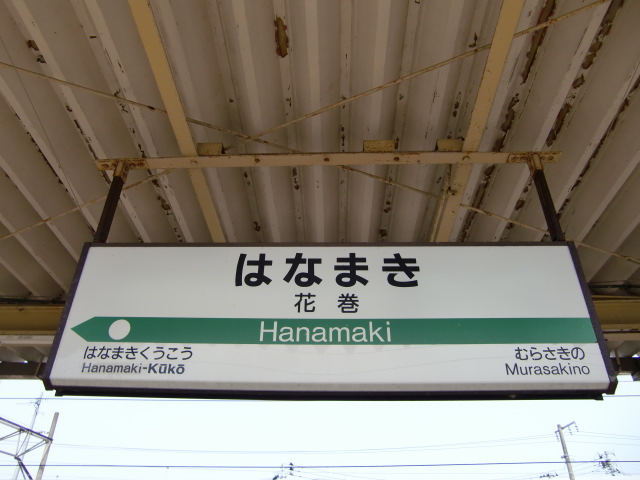 はなまき
花巻
Hanamaki
はなまきくうこう むらさきの
Hanamaki-Kūkō Murasakino